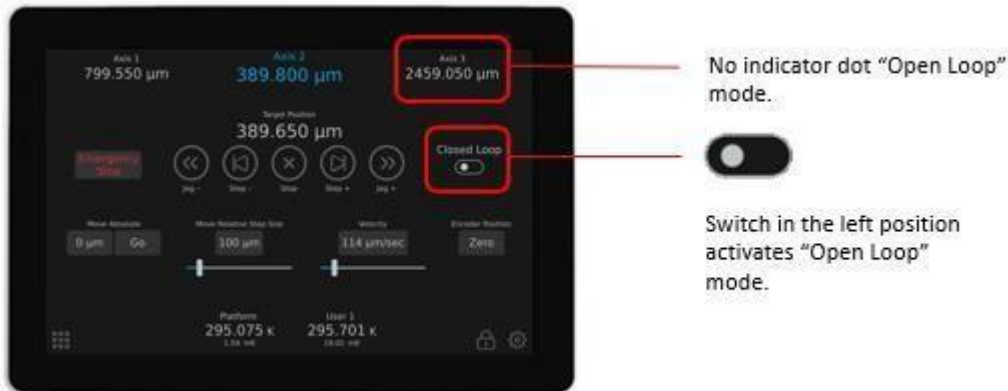 Axis 1
799.550 μm
Axis 2
389.800 μm
Axis 3
2459.050 μm
No indicator dot “Open Loop”
mode.
Target Position
389.650 μm
Emergency
Stop
Closed Loop
Jog -
Step -
Stop
Step +
Jog +
Switch in the left position
activates “Open Loop”
mode.
Move Absolute
0 μm
Go
Move Relative Step Size
100 μm
Velocity
114 μm/sec
Encoder Position
Zero
Platform
295.075 K
User 1
295.701 K